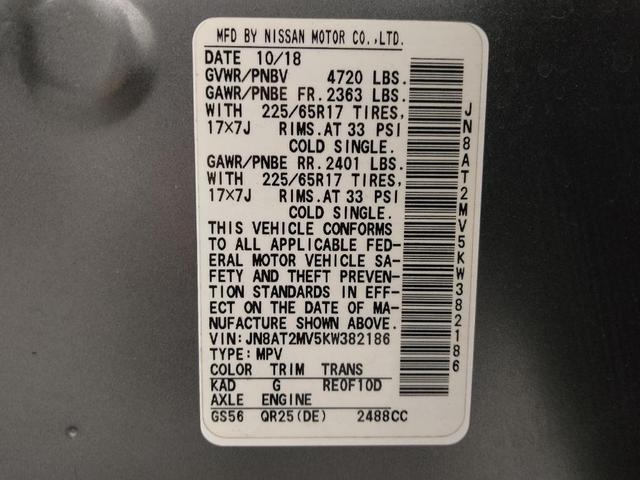 MFD BY NISSAN MOTOR CO.,LTD.
DATE 10/18
GVWR/PNBV 4720 LBS.
GAWR/PNBE FR. 2363 LBS.
WITH 225/65R17 TIRES,
17×7J RIMS. AT 33 PSI
COLD SINGLE.
GAWR/PNBE RR. 2401 LBS.
WITH 225/65R17 TIRES,
17×7J RIMS. AT 33 PSI
COLD SINGLE.
THIS VEHICLE CONFORMS
TO ALL APPLICABLE FED-
ERAL MOTOR VEHICLE SA-
FETY AND THEFT PREVEN-
TION STANDARDS IN EFF-
ECT ON THE DATE OF MA-
NUFACTURE SHOWN ABOVE.
VIN: JN8AT2MV5KW382186
TYPE: MPV
COLOR TRIM TRANS
KAD G RE0F10D
AXLE ENGINE
GS56 QR25(DE) 2488CC
JN8AT2MV5KW382186